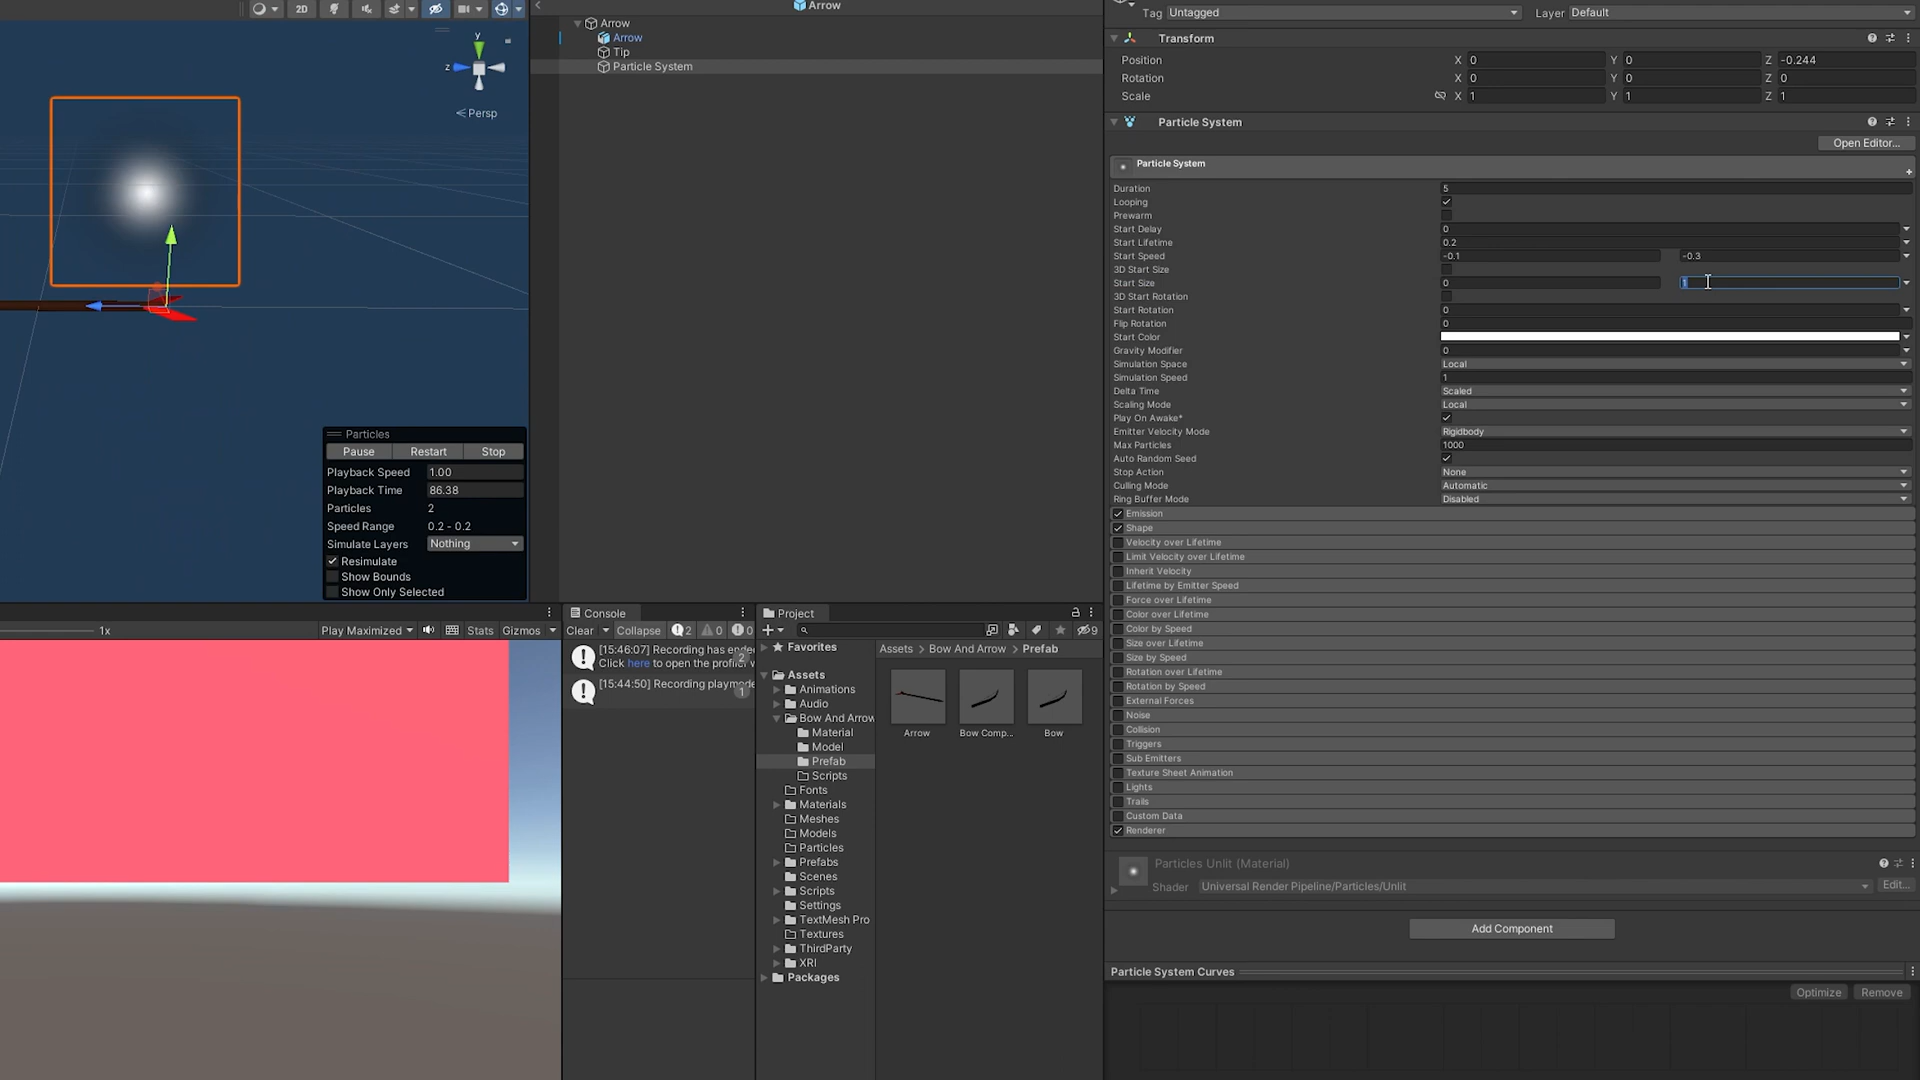 2D
y
z
Persp
Particles
Pause Restart Stop
Playback Speed 1.00
Playback Time 86.38
Particles 2
Speed Range 0.2 - 0.2
Simulate Layers Nothing
Resimulate
Show Bounds
Show Only Selected
Arrow
Arrow
Arrow
Tip
Particle System
1x Play Maximized Stats Gizmos
Console
Clear Collapse 2 0 0
[15:46:07] Recording has ende
Click here to open the profiler w
2
[15:44:50] Recording playmode
1
Project
9
Favorites
Assets
Animations
Audio
Bow And Arrow
Material
Model
Prefab
Scripts
Fonts
Materials
Meshes
Models
Particles
Prefabs
Scenes
Scripts
Settings
TextMesh Pro
Textures
ThirdParty
XRI
Packages
Assets > Bow And Arrow > Prefab
Arrow Bow Comp... Bow
Tag Untagged Layer Default
Transform
Position X 0 Y 0 Z -0.244
Rotation X 0 Y 0 Z 0
Scale X 1 Y 1 Z 1
Particle System
Open Editor...
Particle System
Duration 5
Looping
Prewarm
Start Delay 0
Start Lifetime 0.2
Start Speed -0.1 -0.3
3D Start Size
Start Size 0 1
3D Start Rotation
Start Rotation 0
Flip Rotation 0
Start Color
Gravity Modifier 0
Simulation Space Local
Simulation Speed 1
Delta Time Scaled
Scaling Mode Local
Play On Awake*
Emitter Velocity Mode Rigidbody
Max Particles 1000
Auto Random Seed
Stop Action None
Culling Mode Automatic
Ring Buffer Mode Disabled
Emission
Shape
Velocity over Lifetime
Limit Velocity over Lifetime
Inherit Velocity
Lifetime by Emitter Speed
Force over Lifetime
Color over Lifetime
Color by Speed
Size over Lifetime
Size by Speed
Rotation over Lifetime
Rotation by Speed
External Forces
Noise
Collision
Triggers
Sub Emitters
Texture Sheet Animation
Lights
Trails
Custom Data
Renderer
Particles Unlit (Material)
Shader Universal Render Pipeline/Particles/Unlit Edit...
Add Component
Particle System Curves
Optimize Remove